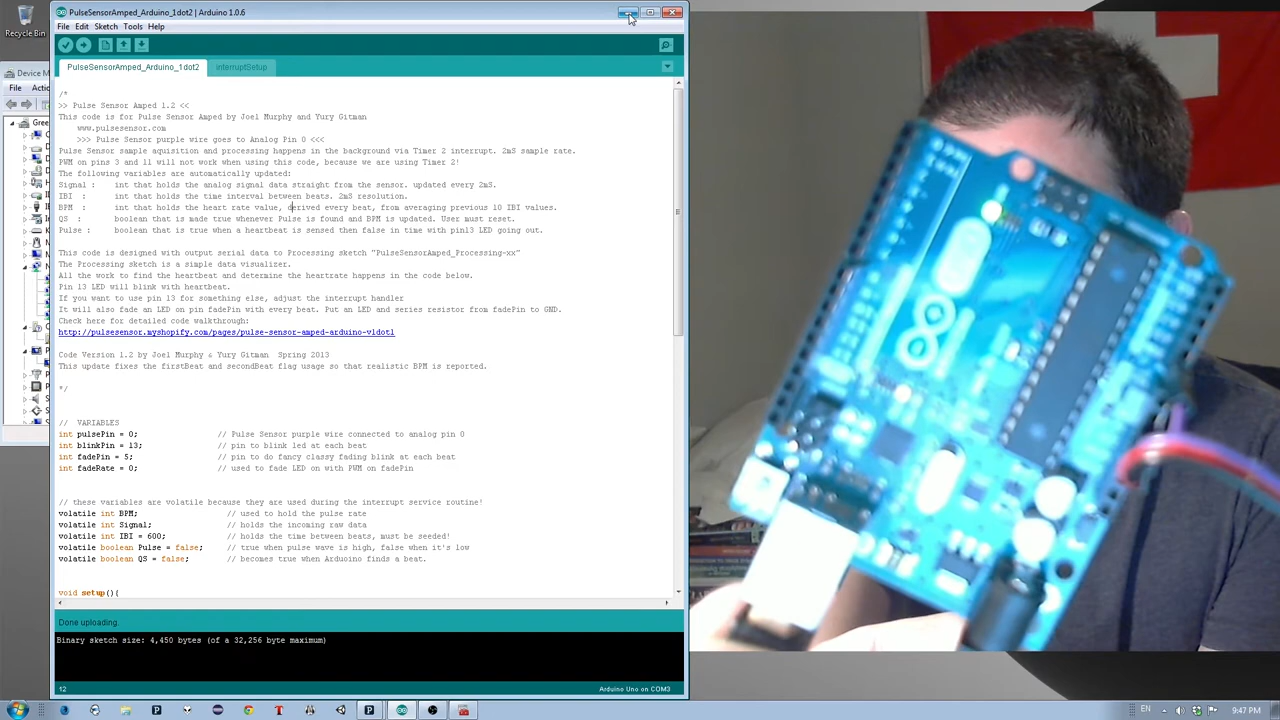 Recycle Bin
PulseSensorAmped_Arduino_1dot2 | Arduino 1.0.6
File Edit Sketch Tools Help
Device M
File Acti
PulseSensorAmped_Arduino_1dot2 interruptSetup
/*
>> Pulse Sensor Amped 1.2 <<
This code is for Pulse Sensor Amped by Joel Murphy and Yury Gitman
www.pulsesensor.com
>>> Pulse Sensor purple wire goes to Analog Pin 0 <<<
Pulse Sensor sample aquisition and processing happens in the background via Timer 2 interrupt. 2mS sample rate.
PWM on pins 3 and 11 will not work when using this code, because we are using Timer 2!
The following variables are automatically updated:
Signal : int that holds the analog signal data straight from the sensor. updated every 2mS.
IBI : int that holds the time interval between beats. 2mS resolution.
BPM : int that holds the heart rate value, derived every beat, from averaging previous 10 IBI values.
QS : boolean that is made true whenever Pulse is found and BPM is updated. User must reset.
Pulse : boolean that is true when a heartbeat is sensed then false in time with pin13 LED going out.
This code is designed with output serial data to Processing sketch "PulseSensorAmped_Processing-xx"
The Processing sketch is a simple data visualizer.
All the work to find the heartbeat and determine the heartrate happens in the code below.
Pin 13 LED will blink with heartbeat.
If you want to use pin 13 for something else, adjust the interrupt handler
It will also fade an LED on pin fadePin with every beat. Put an LED and series resistor from fadePin to GND.
Check here for detailed code walkthrough:
http://pulsesensor.myshopify.com/pages/pulse-sensor-amped-arduino-v1dot1
Code Version 1.2 by Joel Murphy & Yury Gitman Spring 2013
This update fixes the firstBeat and secondBeat flag usage so that realistic BPM is reported.
*/
// VARIABLES
int pulsePin = 0; // Pulse Sensor purple wire connected to analog pin 0
int blinkPin = 13; // pin to blink led at each beat
int fadePin = 5; // pin to do fancy classy fading blink at each beat
int fadeRate = 0; // used to fade LED on with PWM on fadePin
// these variables are volatile because they are used during the interrupt service routine!
volatile int BPM; // used to hold the pulse rate
volatile int Signal; // holds the incoming raw data
volatile int IBI = 600; // holds the time between beats, must be seeded!
volatile boolean Pulse = false; // true when pulse wave is high, false when it's low
volatile boolean QS = false; // becomes true when Arduoino finds a beat.
void setup(){
Done uploading.
Binary sketch size: 4,450 bytes (of a 32,256 byte maximum)
12 Arduino Uno on COM3
EN 9:47 PM